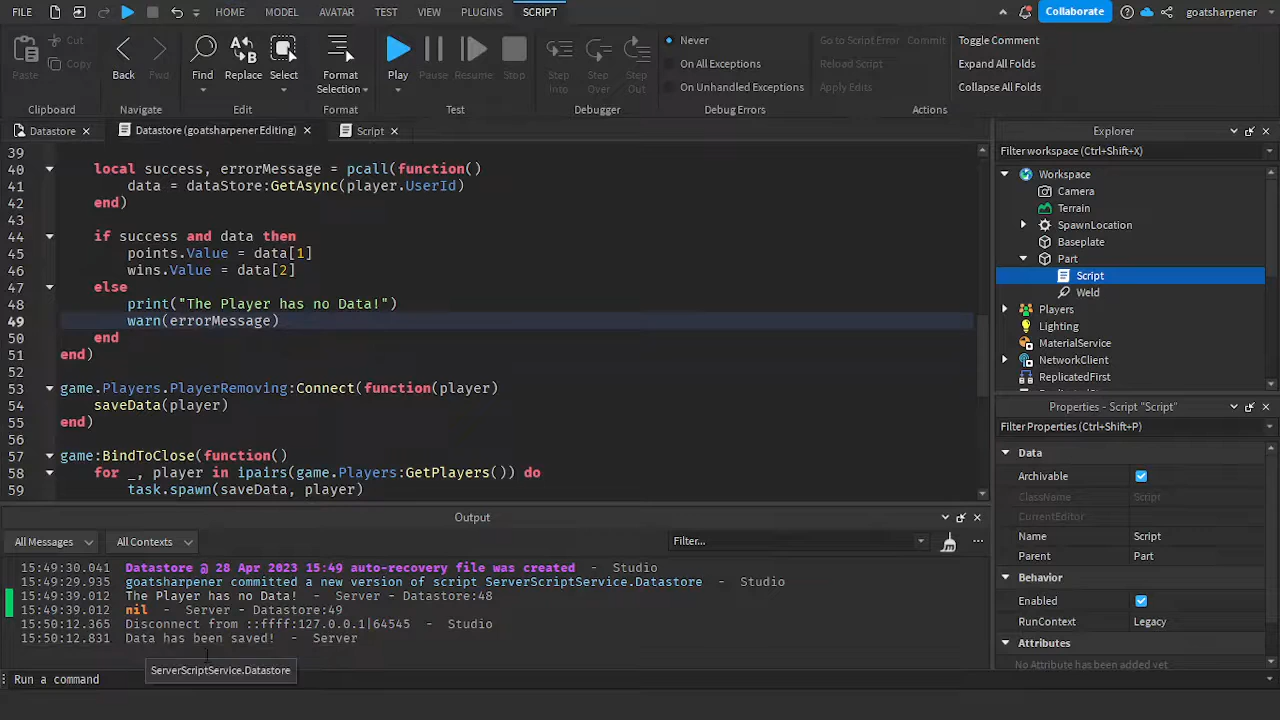 FILE HOME MODEL AVATAR TEST VIEW PLUGINS SCRIPT Collaborate goatsharpener
Paste Cut Copy Back Fwd Find Replace Select Format Selection Play Pause Resume Stop Step Into Step Over Step Out
Never Go to Script Error Commit Toggle Comment
On All Exceptions Reload Script Expand All Folds
On Unhandled Exceptions Apply Edits Collapse All Folds
Clipboard Navigate Edit Format Test Debugger Debug Errors Actions
Datastore Datastore (goatsharpener Editing) Script
39
40 local success, errorMessage = pcall(function()
41 data = dataStore:GetAsync(player.UserId)
42 end)
43
44 if success and data then
45 points.Value = data[1]
46 wins.Value = data[2]
47 else
48 print("The Player has no Data!")
49 warn(errorMessage)
50 end
51 end)
52
53 game.Players.PlayerRemoving:Connect(function(player)
54 saveData(player)
55 end)
56
57 game:BindToClose(function()
58 for _, player in ipairs(game.Players:GetPlayers()) do
59 task.spawn(saveData, player)
Explorer
Filter workspace (Ctrl+Shift+X)
Workspace
Camera
Terrain
SpawnLocation
Baseplate
Part
Script
Weld
Players
Lighting
MaterialService
NetworkClient
ReplicatedFirst
Properties - Script "Script"
Filter Properties (Ctrl+Shift+P)
Data
Archivable
ClassName Script
CurrentEditor
Name Script
Parent Part
Behavior
Enabled
RunContext Legacy
Attributes
No Attribute has been added yet
Output
All Messages All Contexts Filter...
15:49:30.041 Datastore @ 28 Apr 2023 15:49 auto-recovery file was created - Studio
15:49:29.935 goatsharpener committed a new version of script ServerScriptService.Datastore - Studio
15:49:39.012 The Player has no Data! - Server - Datastore:48
15:49:39.012 nil - Server - Datastore:49
15:50:12.365 Disconnect from ::ffff:127.0.0.1|64545 - Studio
15:50:12.831 Data has been saved! - Server
ServerScriptService.Datastore
Run a command